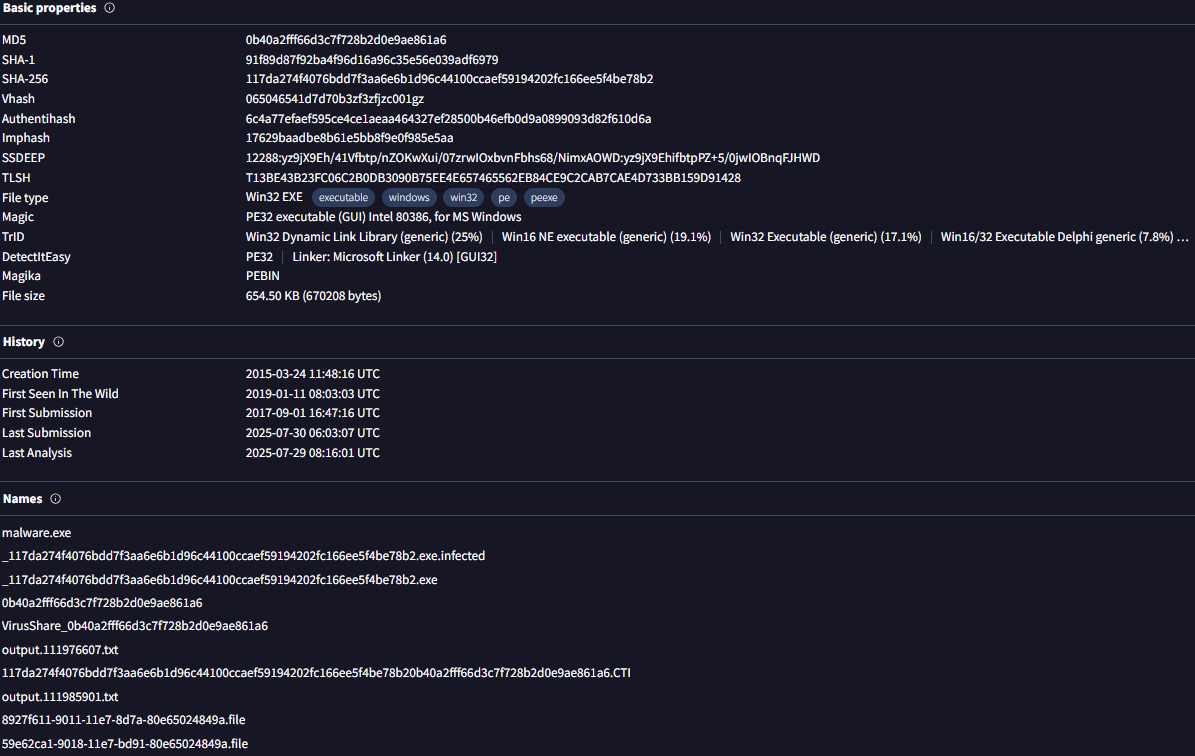 Basic properties
MD5 0b40a2fff66d3c7f728b2d0e9ae861a6
SHA-1 91f89d87f92ba4f96d16a96c35e56e039adf6979
SHA-256 117da274f4076bdd7f3aa6e6b1d96c44100ccaef59194202fc166ee5f4be78b2
Vhash 065046541d7d70b3zf3zfjzc001gz
Authentihash 6c4a77efaef595ce4ce1aeaa464327ef28500b46efb0d9a0899093d82f610d6a
Imphash 17629baadbe8b61e5bb8f9e0f985e5aa
SSDEEP 12288:yz9jX9Eh/41Vfbtp/nZOKwXui/07zrwIOxbvnFbhs68/NimxAOWD:yz9jX9EhifbtpPZ+5/0jwIOBnqFJHWD
TLSH T13BE43B23FC06C2B0DB3090B75EE4E657465562EB84CE9C2CAB7CAE4D733BB159D91428
File type Win32 EXE executable windows win32 pe peexe
Magic PE32 executable (GUI) Intel 80386, for MS Windows
TrID Win32 Dynamic Link Library (generic) (25%) Win16 NE executable (generic) (19.1%) Win32 Executable (generic) (17.1%) Win16/32 Executable Delphi generic (7.8%) …
DetectItEasy PE32 Linker: Microsoft Linker (14.0) [GUI32]
Magika PEBIN
File size 654.50 KB (670208 bytes)
History
Creation Time 2015-03-24 11:48:16 UTC
First Seen In The Wild 2019-01-11 08:03:03 UTC
First Submission 2017-09-01 16:47:16 UTC
Last Submission 2025-07-30 06:03:07 UTC
Last Analysis 2025-07-29 08:16:01 UTC
Names
malware.exe
_117da274f4076bdd7f3aa6e6b1d96c44100ccaef59194202fc166ee5f4be78b2.exe.infected
_117da274f4076bdd7f3aa6e6b1d96c44100ccaef59194202fc166ee5f4be78b2.exe
0b40a2fff66d3c7f728b2d0e9ae861a6
VirusShare_0b40a2fff66d3c7f728b2d0e9ae861a6
output.111976607.txt
117da274f4076bdd7f3aa6e6b1d96c44100ccaef59194202fc166ee5f4be78b20b40a2fff66d3c7f728b2d0e9ae861a6.CTI
output.111985901.txt
8927f611-9011-11e7-8d7a-80e65024849a.file
59e62ca1-9018-11e7-bd91-80e65024849a.file